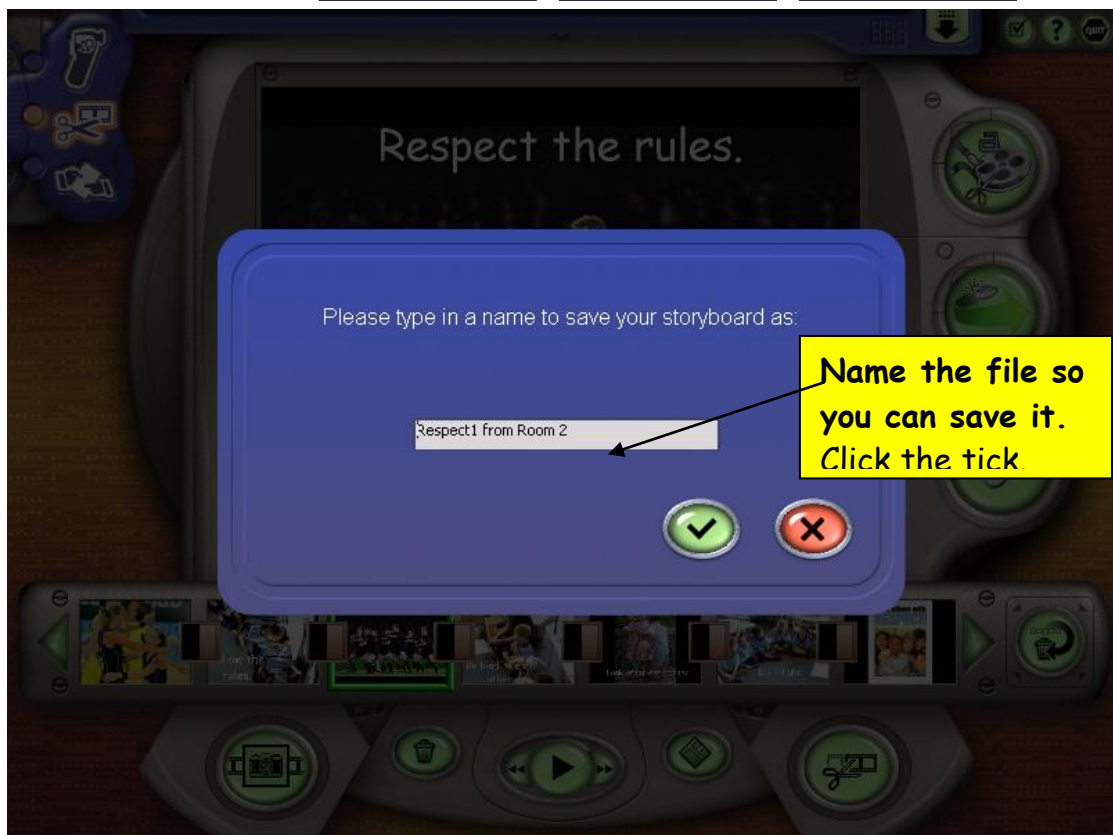 QUIT
Respect the rules.
Please type in a name to save your storyboard as:
Name the file so
you can save it.
Click the tick.
Respect1 from Room 2
rules.